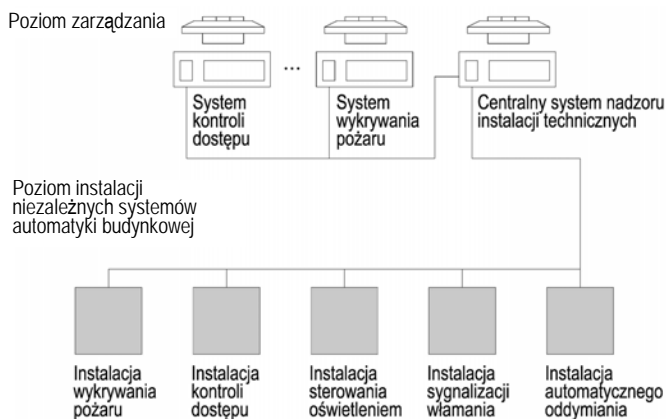 Poziom zarządzania
...
System
kontroli
dostępu
System
wykrywania
pożaru
Centralny system nadzoru
instalacji technicznych
Poziom instalacji
niezależnych systemów
automatyki budynkowej
Instalacja
wykrywania
pożaru
Instalacja
kontroli
dostępu
Instalacja
sterowania
oświetleniem
Instalacja
sygnalizacji
włamania
Instalacja
automatycznego
oddymiania